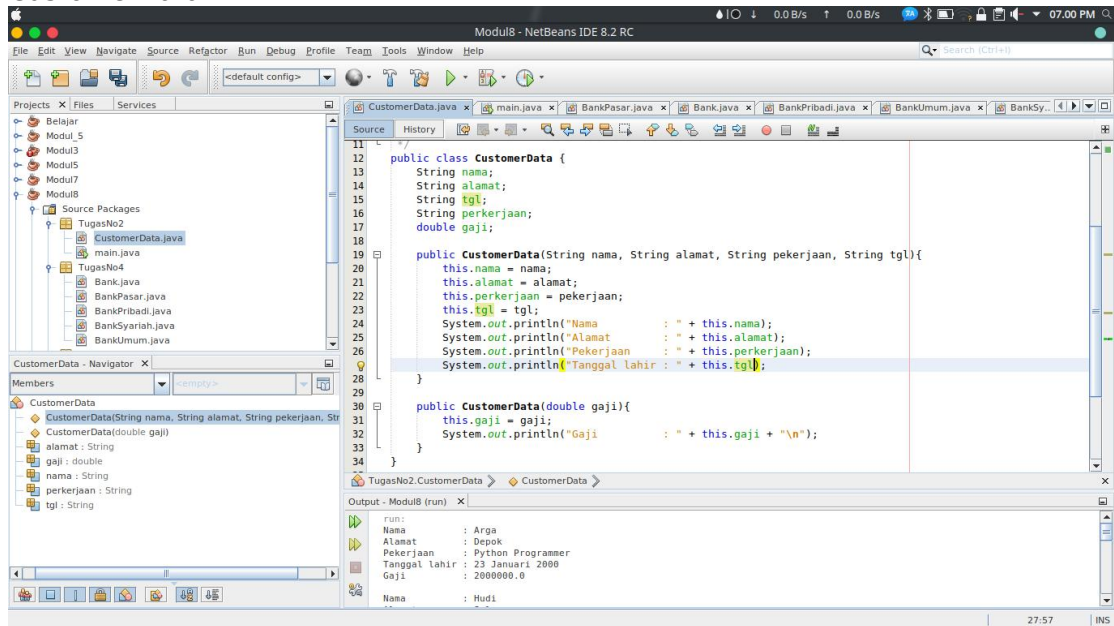 0.0 B/s ↑ 0.0 B/s 07.00 PM
Modul8 - NetBeans IDE 8.2 RC
File Edit View Navigate Source Refactor Run Debug Profile Team Tools Window Help
Search (Ctrl+I)
<default config>
Projects Files Services
Belajar
Modul_5
Modul3
Modul5
Modul7
Modul8
Source Packages
TugasNo2
CustomerData.java
main.java
TugasNo4
Bank.java
BankPasar.java
BankPribadi.java
BankSyariah.java
BankUmum.java
CustomerData - Navigator
Members <empty>
CustomerData
CustomerData(String nama, String alamat, String pekerjaan, Str
CustomerData(double gaji)
alamat : String
gaji : double
nama : String
perkerjaan : String
tgl : String
CustomerData.java main.java BankPasar.java Bank.java BankPribadi.java BankUmum.java BankSy..
Source History
11 */
12 public class CustomerData {
13 String nama;
14 String alamat;
15 String tgl;
16 String perkerjaan;
17 double gaji;
18
19 public CustomerData(String nama, String alamat, String pekerjaan, String tgl){
20 this.nama = nama;
21 this.alamat = alamat;
22 this.perkerjaan = pekerjaan;
23 this.tgl = tgl;
24 System.out.println("Nama : " + this.nama);
25 System.out.println("Alamat : " + this.alamat);
26 System.out.println("Pekerjaan : " + this.perkerjaan);
System.out.println("Tanggal lahir : " + this.tgl);
28 }
29
30 public CustomerData(double gaji){
31 this.gaji = gaji;
32 System.out.println("Gaji : " + this.gaji + "\n");
33 }
34 }
TugasNo2.CustomerData CustomerData
Output - Modul8 (run)
run:
Nama : Arga
Alamat : Depok
Pekerjaan : Python Programmer
Tanggal lahir : 23 Januari 2000
Gaji : 2000000.0
Nama : Hudi
27:57 INS